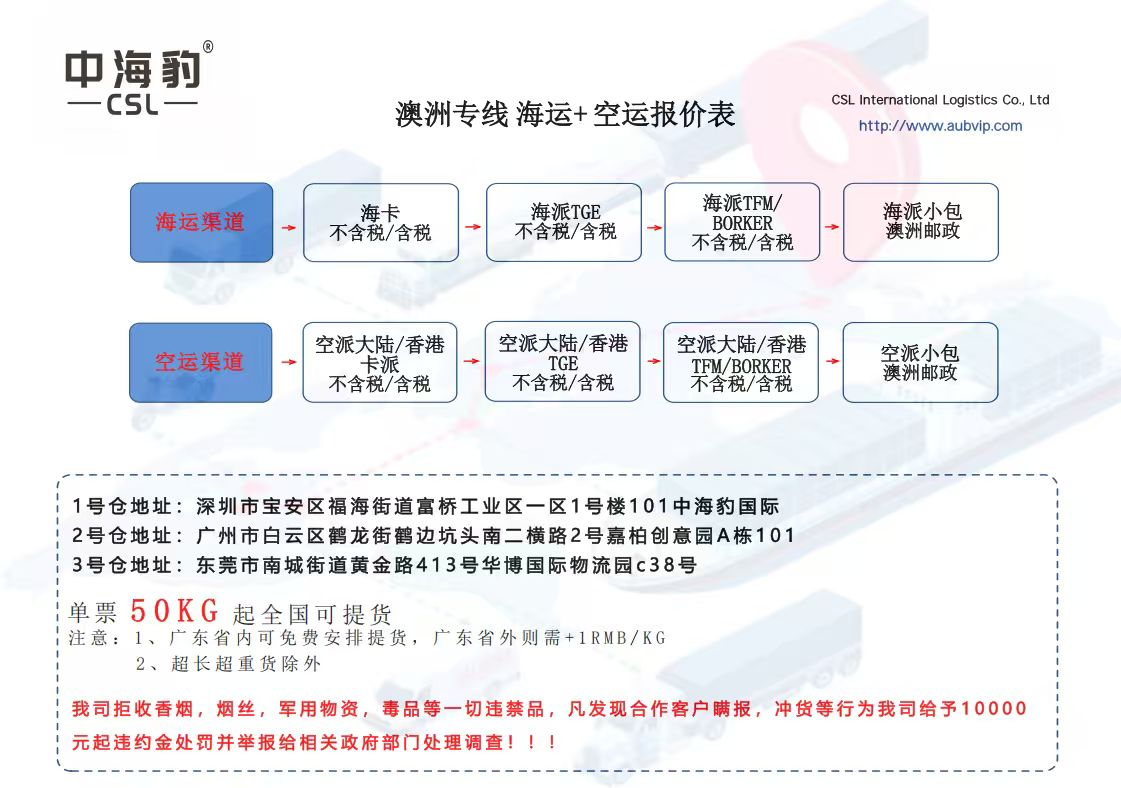 中海豹®
CSL
澳洲专线 海运+ 空运报价表
CSL International Logistics Co., Ltd
http://www.aubvip.com
海运渠道
海卡
不含税/含税
海派TGE
不含税/含税
海派TFM/
BORKER
不含税/含税
海派小包
澳洲邮政
空运渠道
空派大陆/香港
卡派
不含税/含税
空派大陆/香港
TGE
不含税/含税
空派大陆/香港
TFM/BORKER
不含税/含税
空派小包
澳洲邮政
1号仓地址：深圳市宝安区福海街道富桥工业区一区1号楼101中海豹国际
2号仓地址：广州市白云区鹤龙街鹤边坑头南二横路2号嘉柏创意园A栋101
3号仓地址：东莞市南城街道黄金路413号华博国际物流园c38号
单票 50KG 起全国可提货
注意：1、广东省内可免费安排提货，广东省外则需+1RMB/KG
2、超长超重货除外
我司拒收香烟，烟丝，军用物资，毒品等一切违禁品，凡发现合作客户瞒报，冲货等行为我司给予10000
元起违约金处罚并举报给相关政府部门处理调查！！！